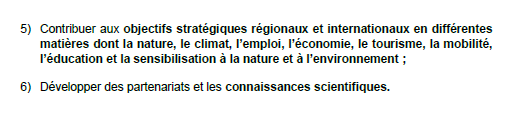 5) Contribuer aux objectifs stratégiques régionaux et internationaux en différentes
matières dont la nature, le climat, l'emploi, l'économie, le tourisme, la mobilité,
l'éducation et la sensibilisation à la nature et à l'environnement ;
6) Développer des partenariats et les connaissances scientifiques.